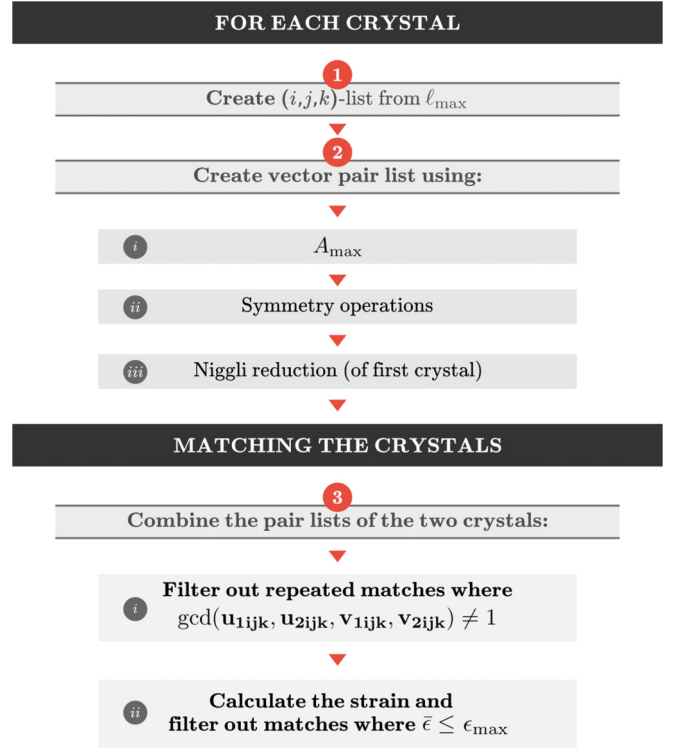 FOR EACH CRYSTAL
1
Create (i,j,k)-list from ℓmax
2
Create vector pair list using:
i
Amax
ii
Symmetry operations
iii
Niggli reduction (of first crystal)
MATCHING THE CRYSTALS
3
Combine the pair lists of the two crystals:
i
Filter out repeated matches where
gcd(u1ijk, u2ijk, v1ijk, v2ijk) ≠ 1
ii
Calculate the strain and
filter out matches where ε̄ ≤ εmax